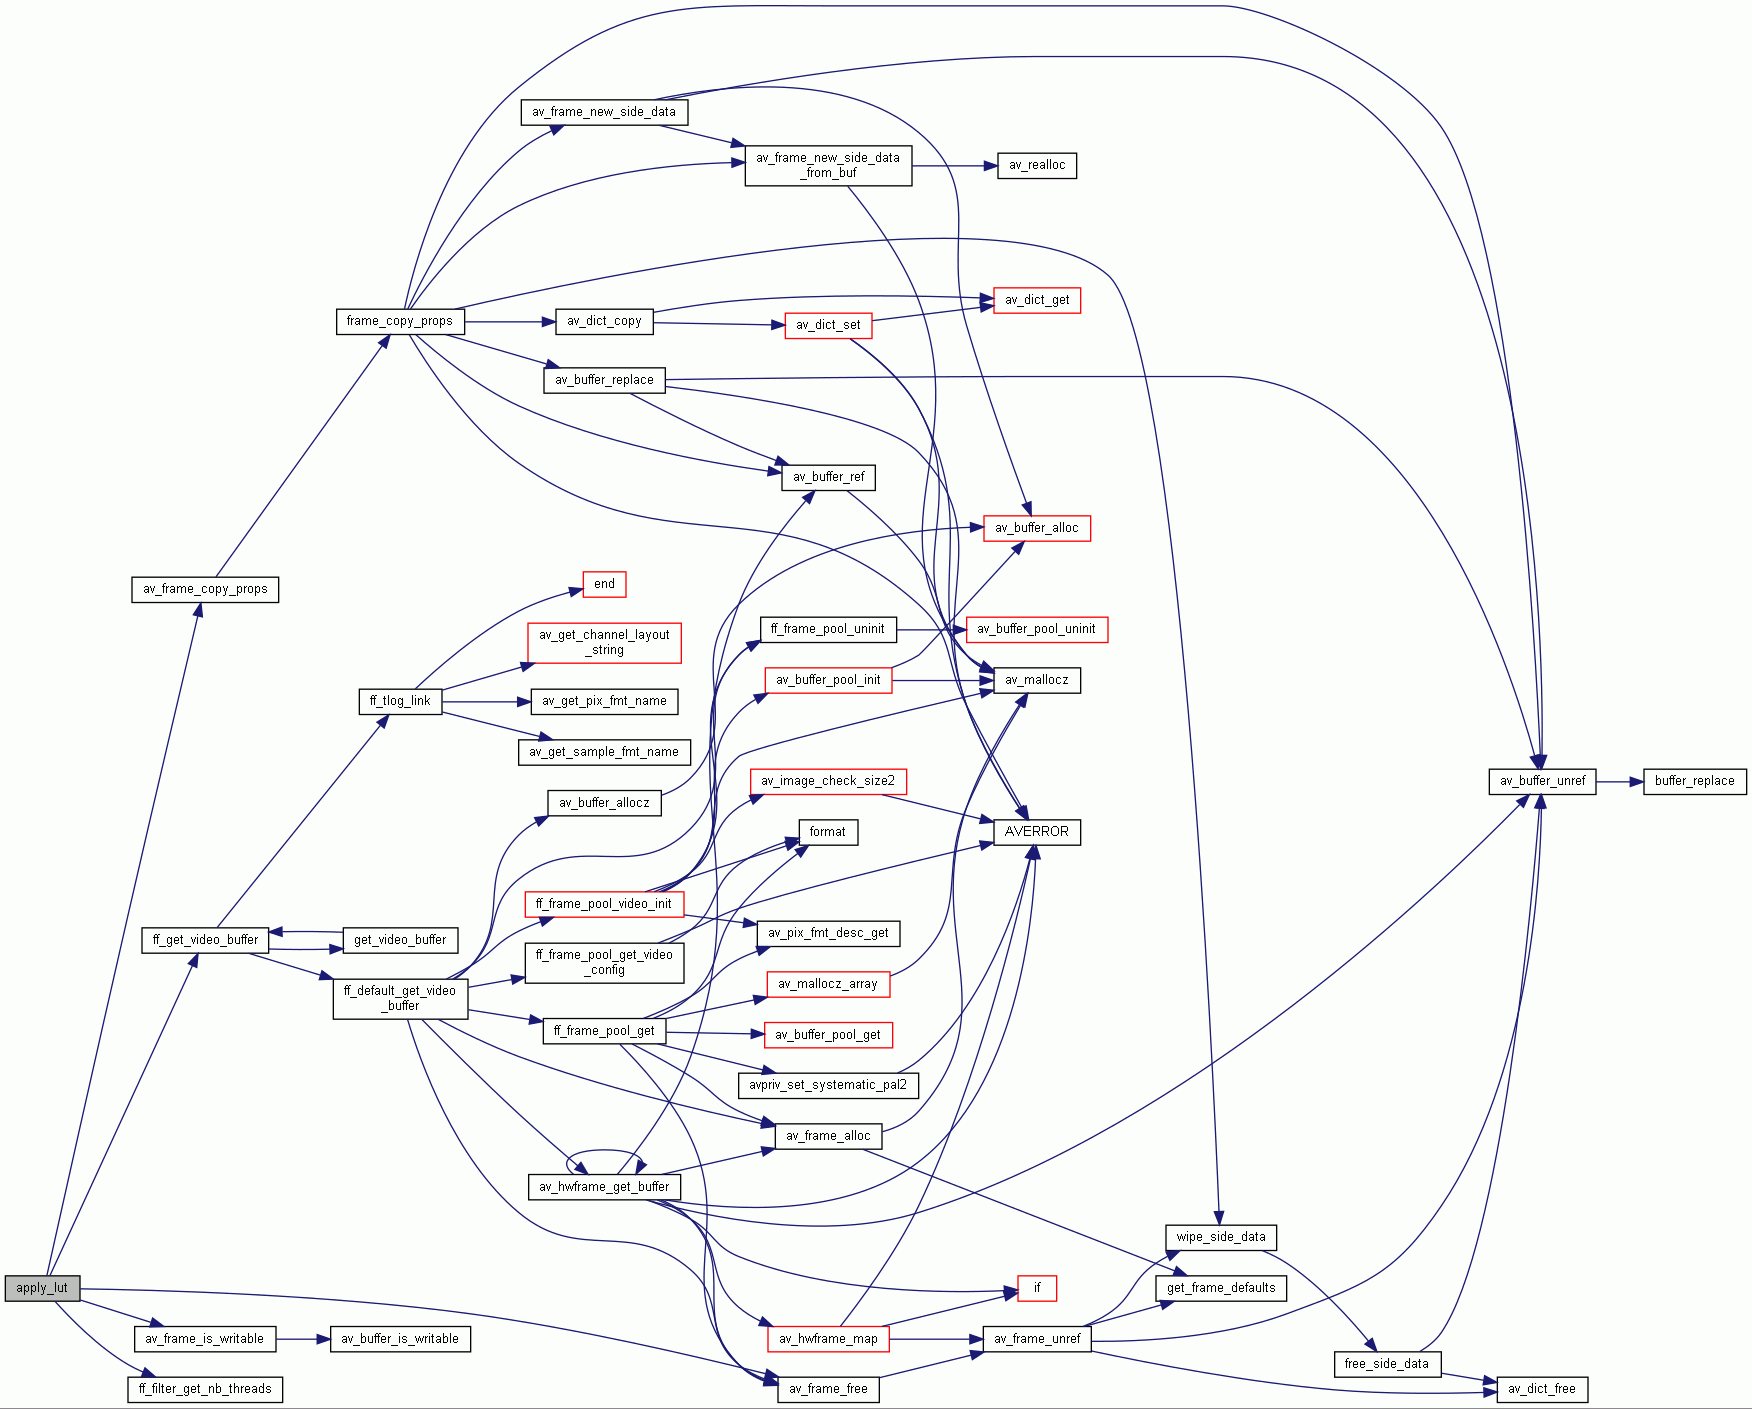 av_frame_new_side_data
av_frame_new_side_data
_from_buf
av_realloc
av_dict_get
frame_copy_props
av_dict_copy
av_dict_set
av_buffer_replace
av_buffer_ref
av_buffer_alloc
av_frame_copy_props
end
av_get_channel_layout
_string
ff_frame_pool_uninit
av_buffer_pool_uninit
av_buffer_pool_init
av_mallocz
ff_tlog_link
av_get_pix_fmt_name
av_get_sample_fmt_name
av_image_check_size2
av_buffer_unref
buffer_replace
av_buffer_allocz
format
AVERROR
ff_frame_pool_video_init
av_pix_fmt_desc_get
ff_get_video_buffer
get_video_buffer
ff_frame_pool_get_video
_config
ff_default_get_video
_buffer
av_mallocz_array
ff_frame_pool_get
av_buffer_pool_get
avpriv_set_systematic_pal2
av_frame_alloc
av_hwframe_get_buffer
wipe_side_data
apply_lut
if
get_frame_defaults
av_frame_is_writable
av_buffer_is_writable
av_hwframe_map
av_frame_unref
free_side_data
ff_filter_get_nb_threads
av_frame_free
av_dict_free